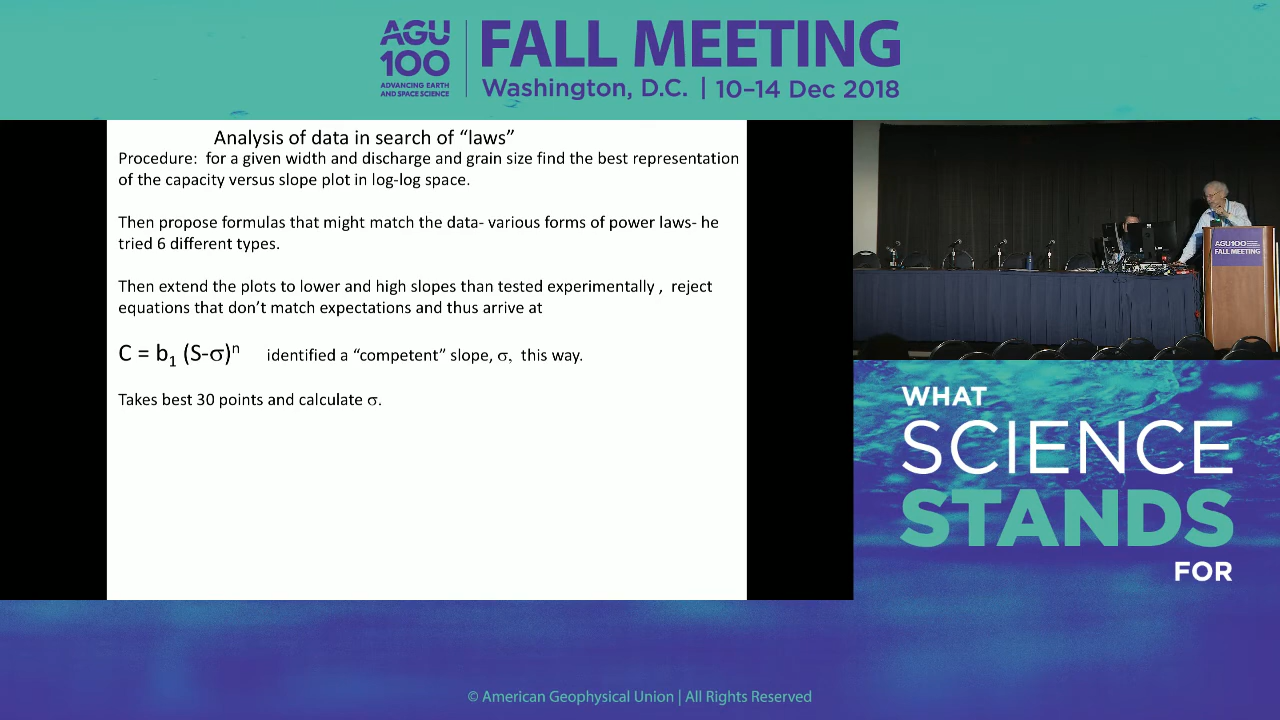 AGU
100
ADVANCING EARTH
AND SPACE SCIENCE
FALL MEETING
Washington, D.C. | 10–14 Dec 2018
Analysis of data in search of “laws”
Procedure: for a given width and discharge and grain size find the best representation
of the capacity versus slope plot in log-log space.
Then propose formulas that might match the data- various forms of power laws- he
tried 6 different types.
Then extend the plots to lower and high slopes than tested experimentally , reject
equations that don’t match expectations and thus arrive at
C = b₁ (S-σ)ⁿ identified a “competent” slope, σ, this way.
Takes best 30 points and calculate σ.
AGU100
FALL MEETING
WHAT
SCIENCE
STANDS
FOR
© American Geophysical Union | All Rights Reserved